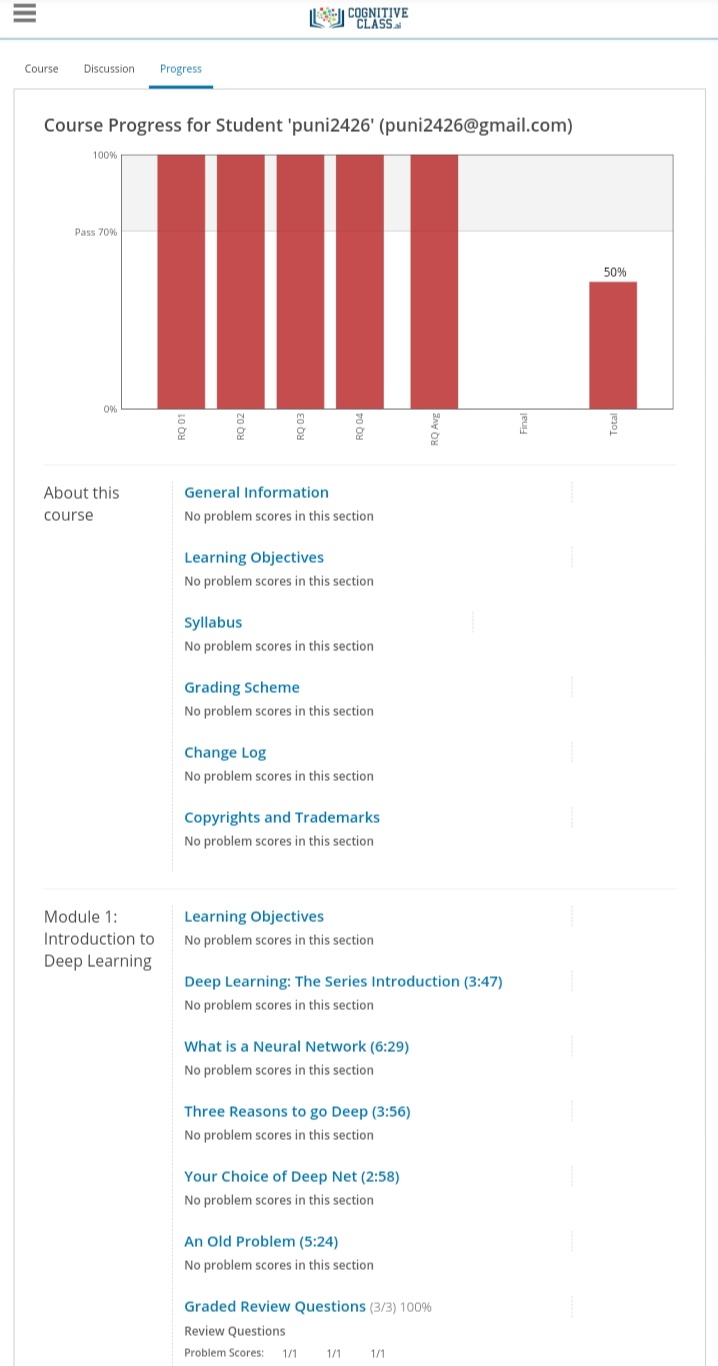 COGNITIVE
CLASS.ai
Course Discussion Progress
Course Progress for Student 'puni2426' (puni2426@gmail.com)
100%
Pass 70%
50%
0%
RQ 01
RQ 02
RQ 03
RQ 04
RQ Avg
Final
Total
About this
course
General Information
No problem scores in this section
Learning Objectives
No problem scores in this section
Syllabus
No problem scores in this section
Grading Scheme
No problem scores in this section
Change Log
No problem scores in this section
Copyrights and Trademarks
No problem scores in this section
Module 1:
Introduction to
Deep Learning
Learning Objectives
No problem scores in this section
Deep Learning: The Series Introduction (3:47)
No problem scores in this section
What is a Neural Network (6:29)
No problem scores in this section
Three Reasons to go Deep (3:56)
No problem scores in this section
Your Choice of Deep Net (2:58)
No problem scores in this section
An Old Problem (5:24)
No problem scores in this section
Graded Review Questions (3/3) 100%
Review Questions
Problem Scores: 1/1 1/1 1/1